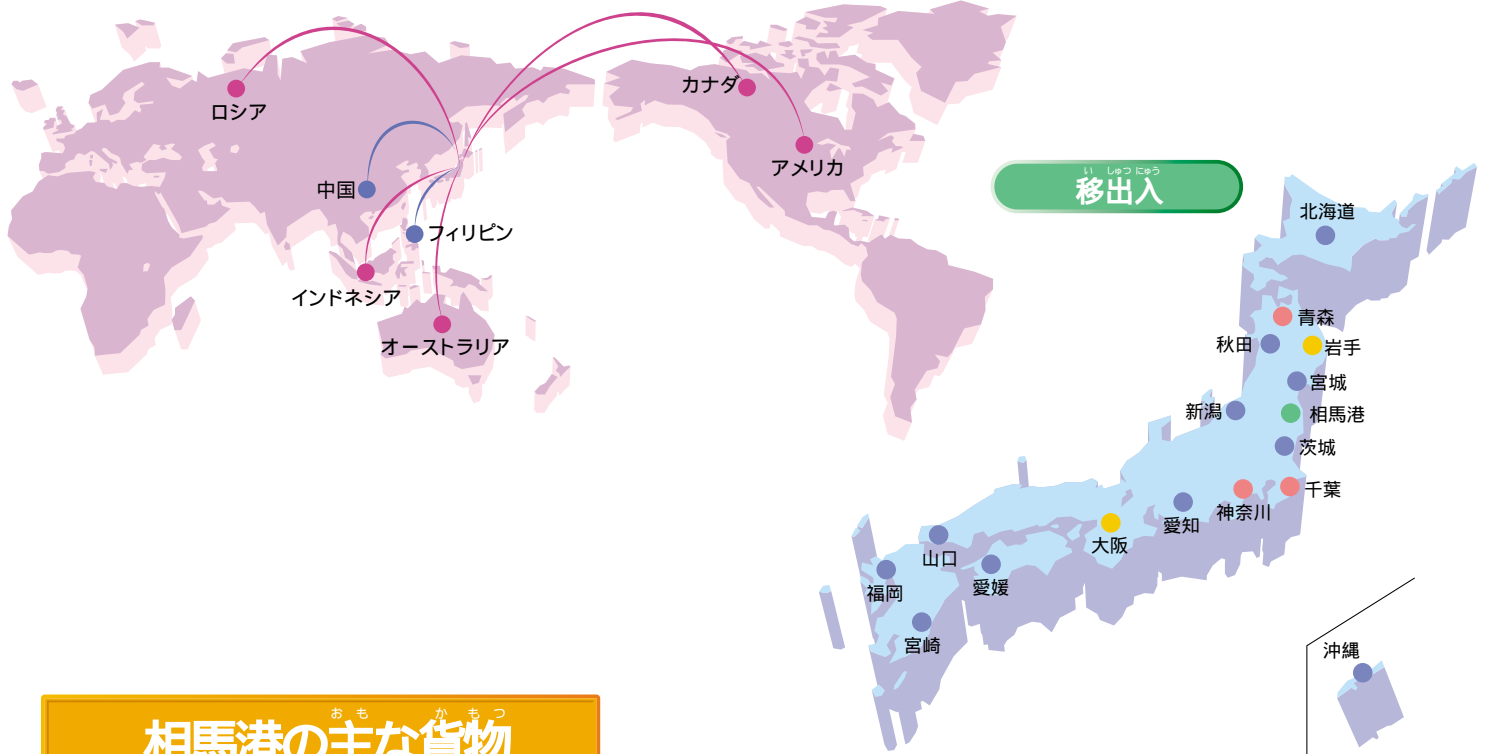 カナダ
ロシア
アメリカ
中国
フィリピン
インドネシア
オーストラリア
いしゅつにゅう
移出入
北海道
青森
秋田
岩手
宮城
新潟
相馬港
茨城
千葉
神奈川
愛知
大阪
山口
愛媛
福岡
宮崎
沖縄
おも かもつ
相馬港の主な貨物